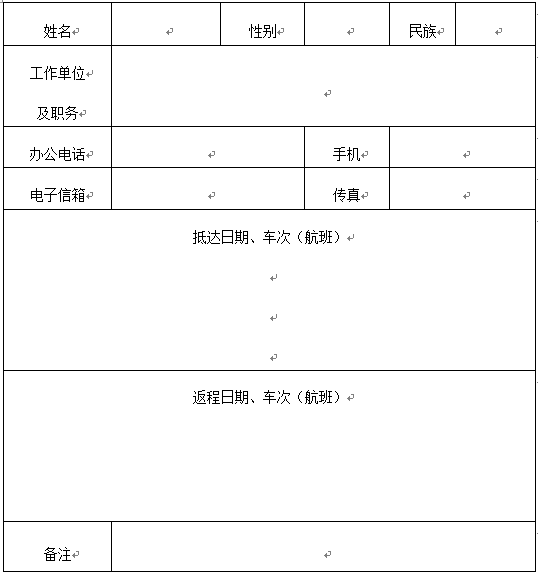 姓名 性别 民族
工作单位
及职务
办公电话 手机
电子信箱 传真
抵达日期、车次（航班）
返程日期、车次（航班）
备注